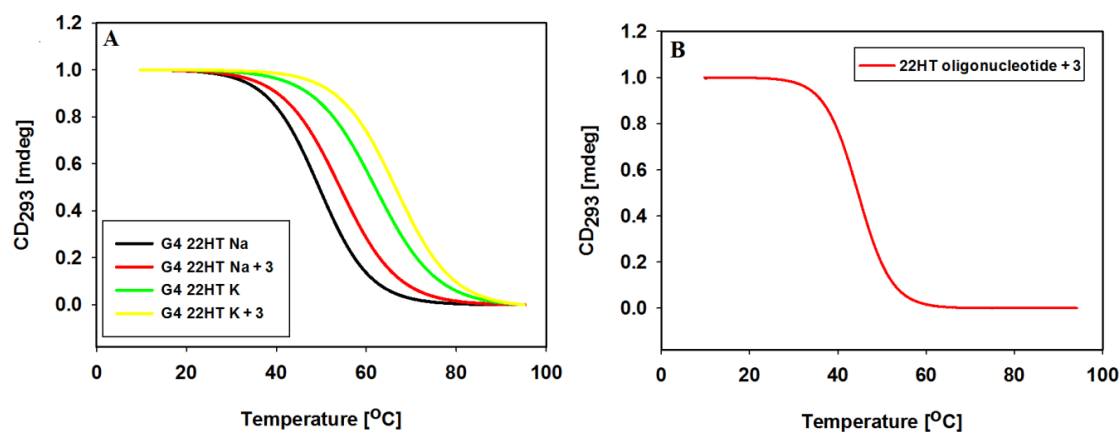 A
1.2
1.0
0.8
0.6
0.4
0.2
0.0
CD293 [mdeg]
G4 22HT Na
G4 22HT Na + 3
G4 22HT K
G4 22HT K + 3
0 20 40 60 80 100
Temperature [OC]
B
1.2
1.0
0.8
0.6
0.4
0.2
0.0
CD293 [mdeg]
22HT oligonucleotide + 3
0 20 40 60 80 100
Temperature [OC]